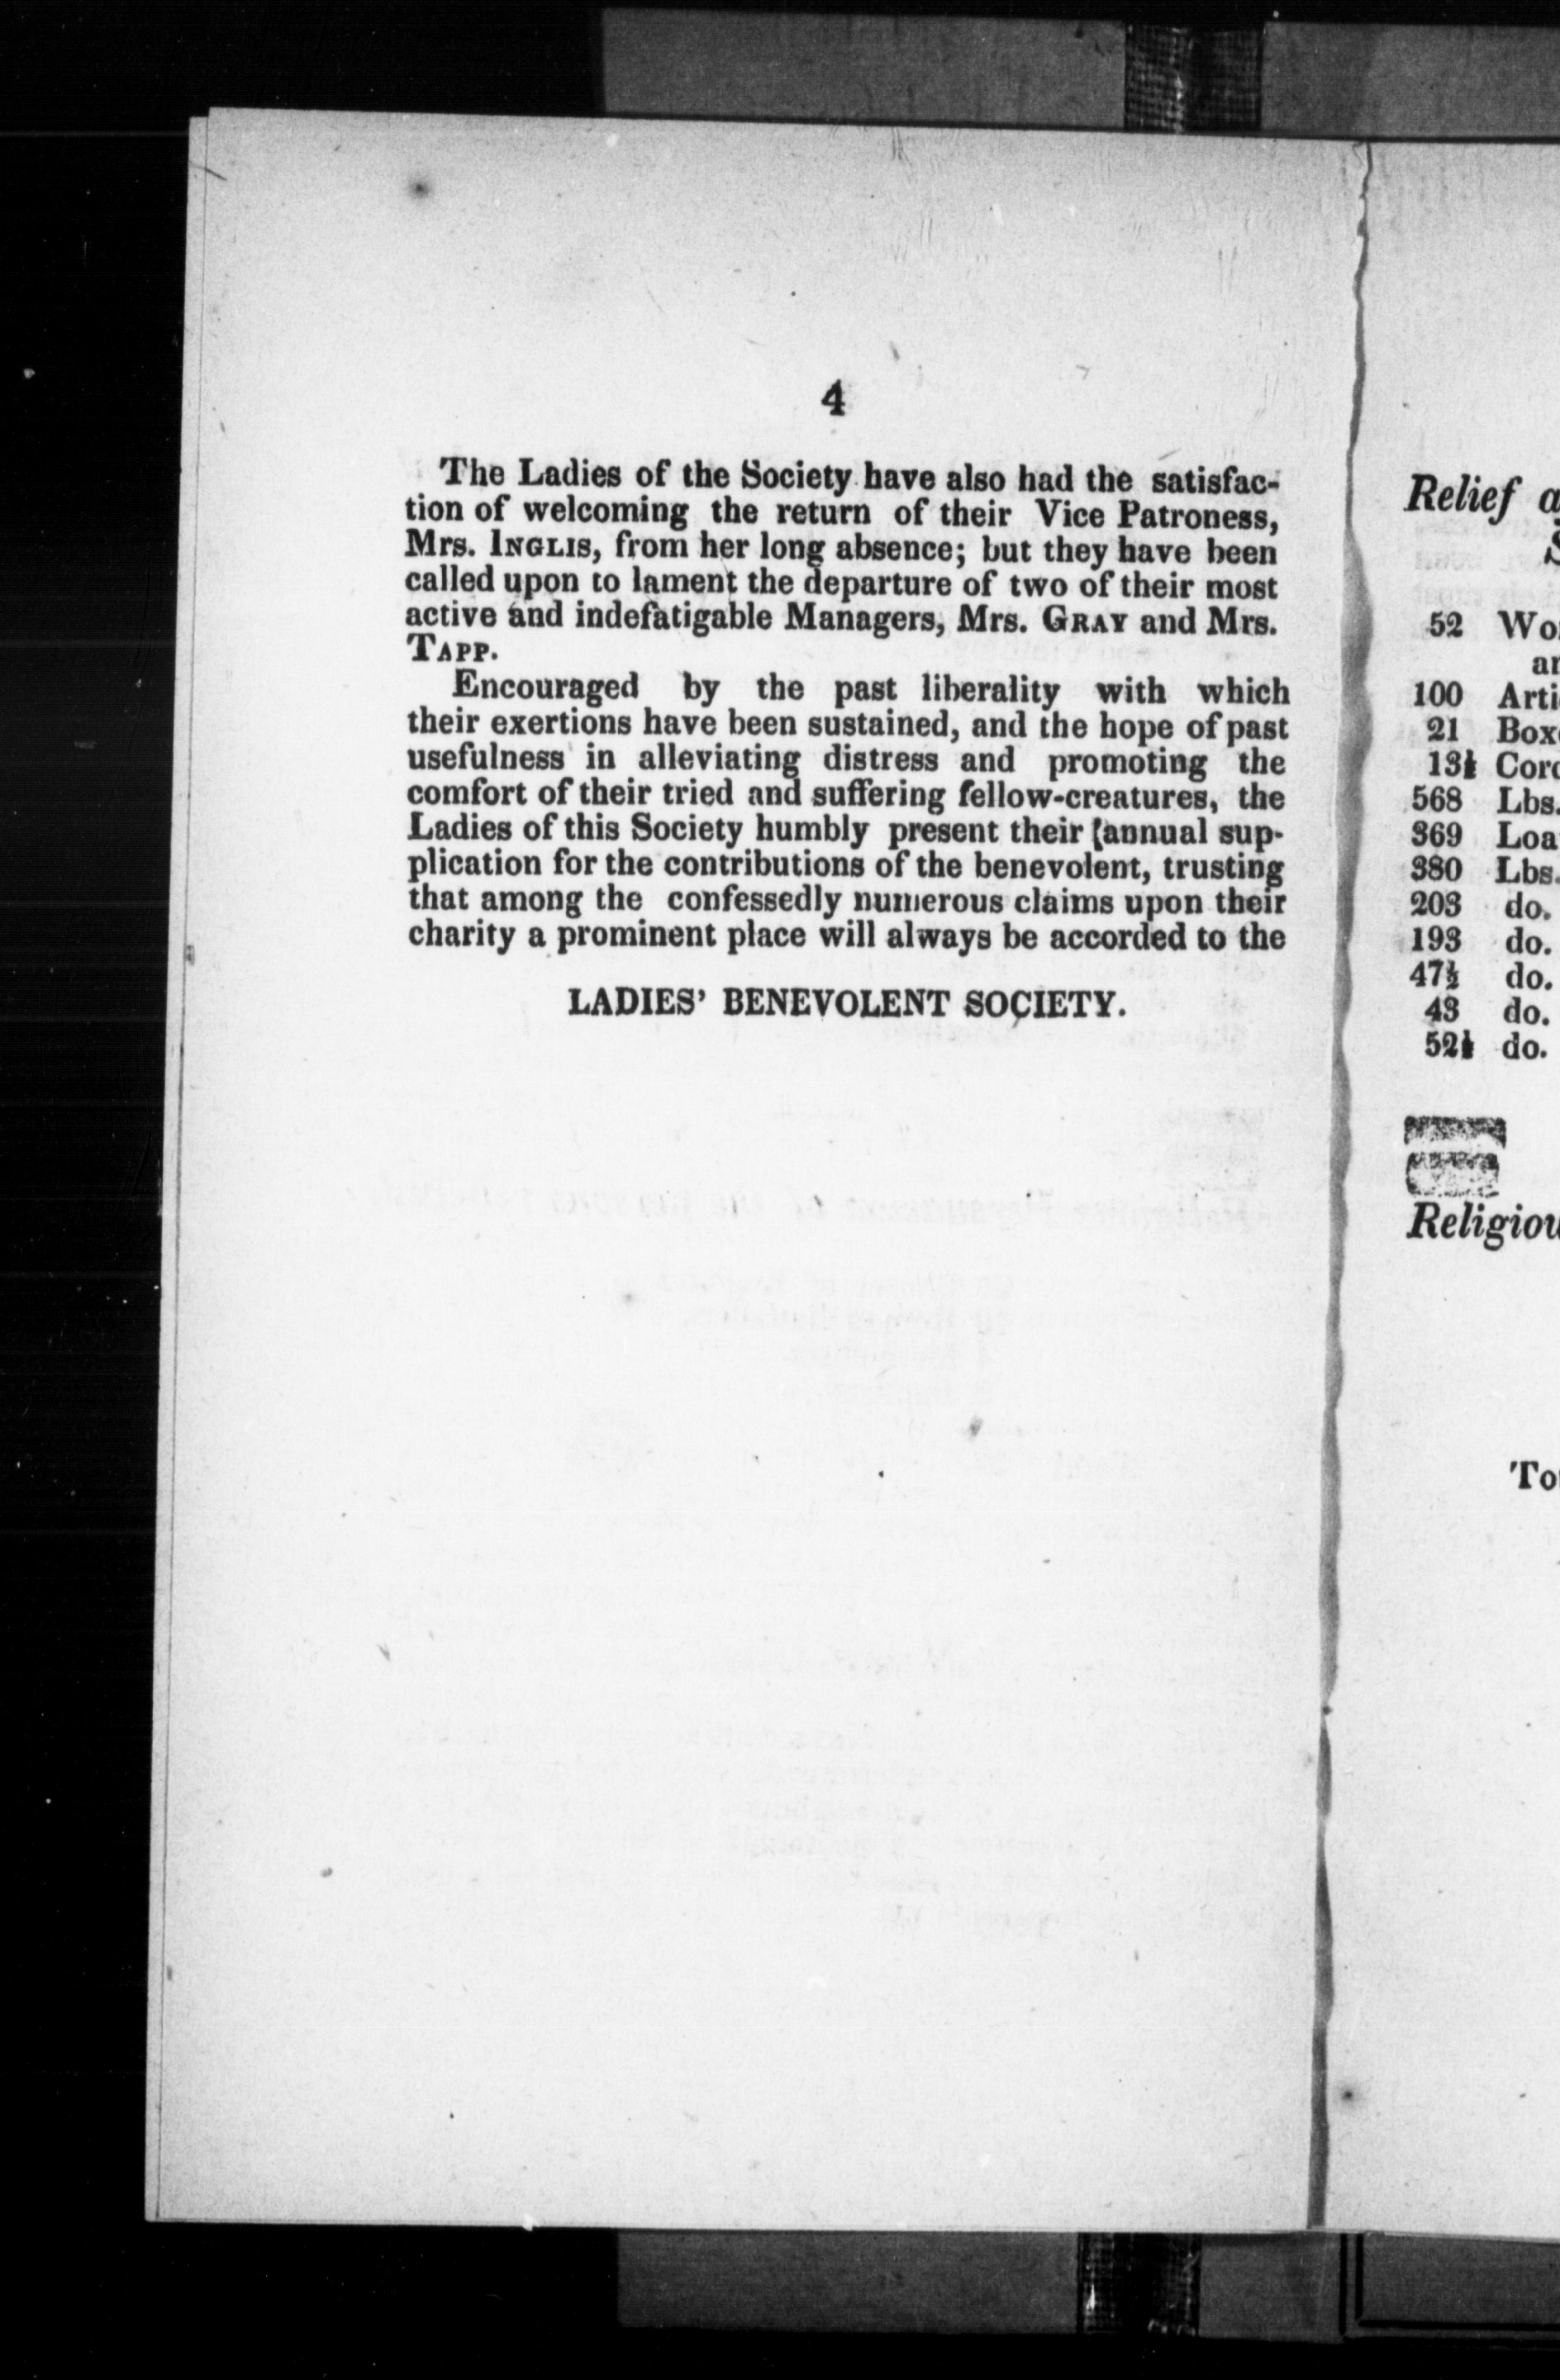 4
The Ladies of the Society have also had the satisfac-
tion of welcoming the return of their Vice Patroness,
Mrs. INGLIS, from her long absence; but they have been
called upon to lament the departure of two of their most
active and indefatigable Managers, Mrs. GRAY and Mrs.
TAPP.
Encouraged by the past liberality with which
their exertions have been sustained, and the hope of past
usefulness in alleviating distress and promoting the
comfort of their tried and suffering fellow-creatures, the
Ladies of this Society humbly present their [annual sup-
plication for the contributions of the benevolent, trusting
that among the confessedly numerous claims upon their
charity a prominent place will always be accorded to the
LADIES' BENEVOLENT SOCIETY.
Relief
52
100
21
13½
568 Lbs.
369
380 Lbs.
203 do.
193 do.
47½ do.
43 do.
52½ do.